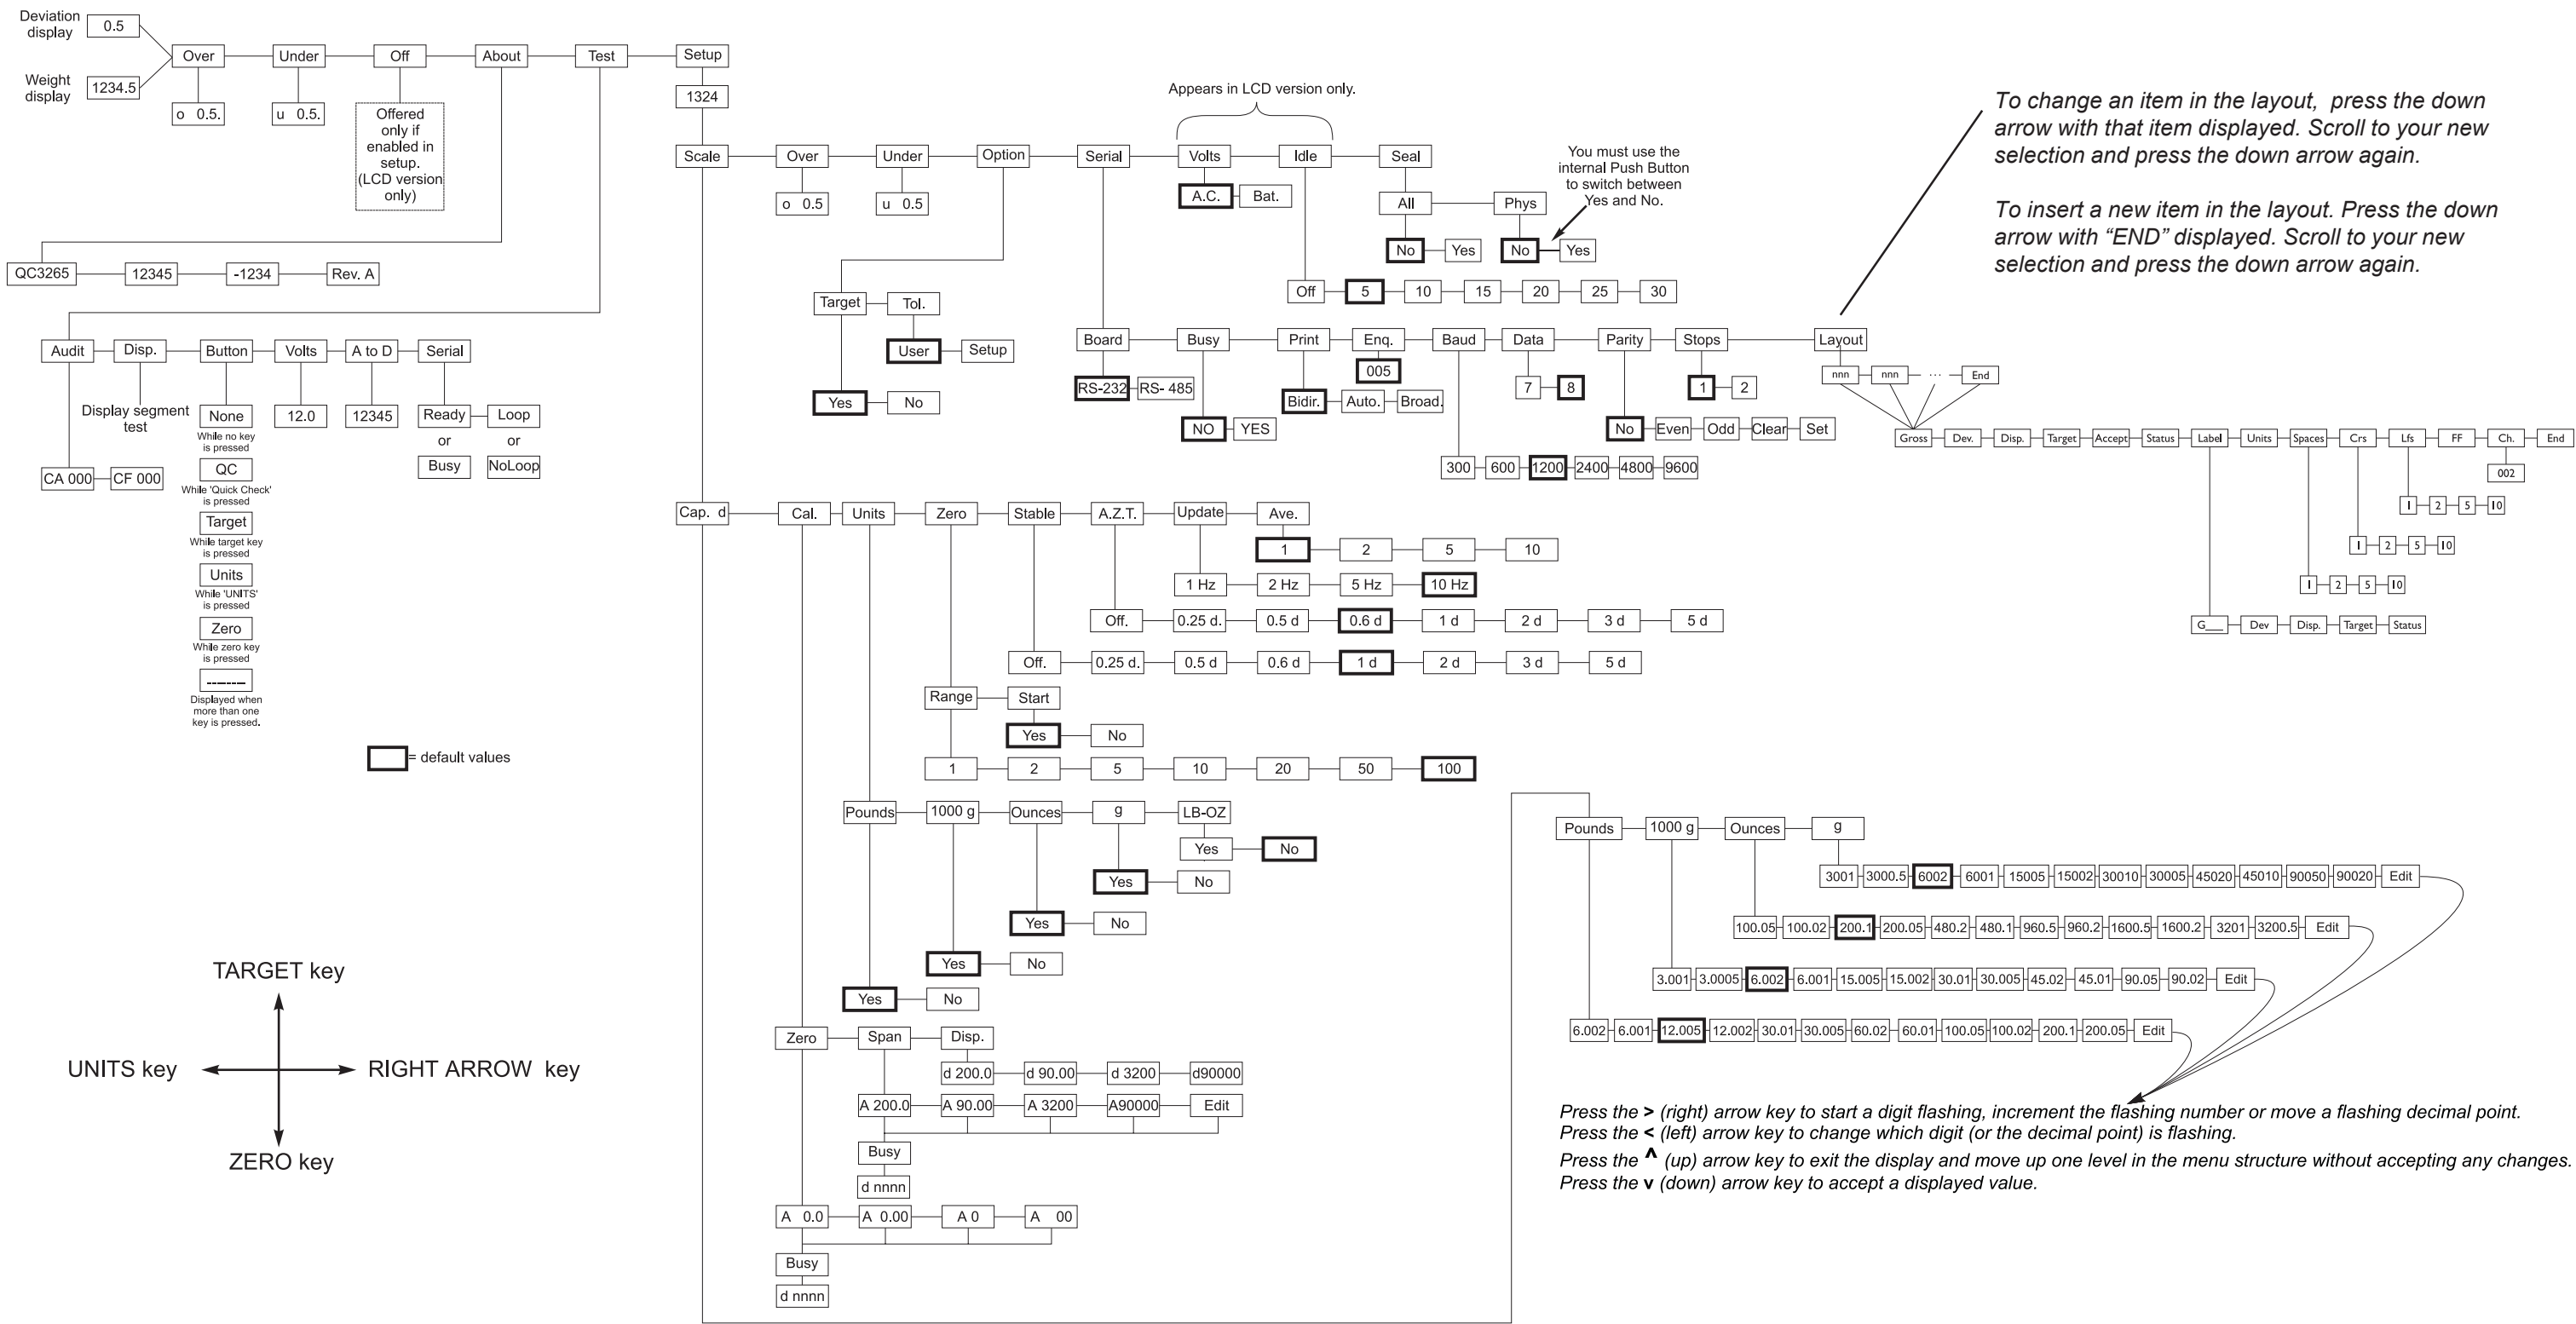 Deviation
display
0.5
Weight
display
1234.5
Over
Under
Off
About
Test
Setup
o 0.5.
u 0.5.
Offered
only if
enabled in
setup.
(LCD version
only)
1324
QC3265
12345
-1234
Rev. A
Audit
Disp.
Button
Volts
A to D
Serial
CA 000
CF 000
Display segment
test
None
While no key
is pressed
QC
While 'Quick Check'
is pressed
Target
While target key
is pressed
Units
While 'UNITS'
is pressed
Zero
While zero key
is pressed
-------
Displayed when
more than one
key is pressed.
12.0
12345
Ready
Loop
or
or
Busy
NoLoop
= default values
TARGET key
UNITS key
RIGHT ARROW key
ZERO key
Appears in LCD version only.
Scale
Over
Under
Option
Serial
Volts
Idle
Seal
o 0.5
u 0.5
A.C.
Bat.
You must use the
internal Push Button
to switch between
Yes and No.
All
Phys
No
Yes
No
Yes
Off
5
10
15
20
25
30
Target
Tol.
User
Setup
Yes
No
Board
Busy
Print
Enq.
Baud
Data
Parity
Stops
Layout
RS-232
RS- 485
NO
YES
Bidir.
Auto.
Broad.
005
300
600
1200
2400
4800
9600
7
8
No
Even
Odd
Clear
Set
1
2
nnn
nnn
...
End
Gross
Dev.
Disp.
Target
Accept
Status
Label
Units
Spaces
Crs
Lfs
FF
Ch.
End
002
1
2
5
10
1
2
5
10
1
2
5
10
G___
Dev
Disp.
Target
Status
To change an item in the layout, press the down
arrow with that item displayed. Scroll to your new
selection and press the down arrow again.
To insert a new item in the layout. Press the down
arrow with “END” displayed. Scroll to your new
selection and press the down arrow again.
Cap. d
Cal.
Units
Zero
Stable
A.Z.T.
Update
Ave.
1
2
5
10
1 Hz
2 Hz
5 Hz
10 Hz
Off.
0.25 d.
0.5 d
0.6 d
1 d
2 d
3 d
5 d
Off.
0.25 d.
0.5 d
0.6 d
1 d
2 d
3 d
5 d
Range
Start
Yes
No
1
2
5
10
20
50
100
Pounds
1000 g
Ounces
g
LB-OZ
Yes
No
Yes
No
Yes
No
Yes
No
Yes
No
Zero
Span
Disp.
d 200.0
d 90.00
d 3200
d90000
A 200.0
A 90.00
A 3200
A90000
Edit
Busy
d nnnn
A 0.0
A 0.00
A 0
A 00
Busy
d nnnn
Pounds
1000 g
Ounces
g
3001
3000.5
6002
6001
15005
15002
30010
30005
45020
45010
90050
90020
Edit
100.05
100.02
200.1
200.05
480.2
480.1
960.5
960.2
1600.5
1600.2
3201
3200.5
Edit
3.001
3.0005
6.002
6.001
15.005
15.002
30.01
30.005
45.02
45.01
90.05
90.02
Edit
6.002
6.001
12.005
12.002
30.01
30.005
60.02
60.01
100.05
100.02
200.1
200.05
Edit
Press the > (right) arrow key to start a digit flashing, increment the flashing number or move a flashing decimal point.
Press the < (left) arrow key to change which digit (or the decimal point) is flashing.
Press the ^ (up) arrow key to exit the display and move up one level in the menu structure without accepting any changes.
Press the v (down) arrow key to accept a displayed value.